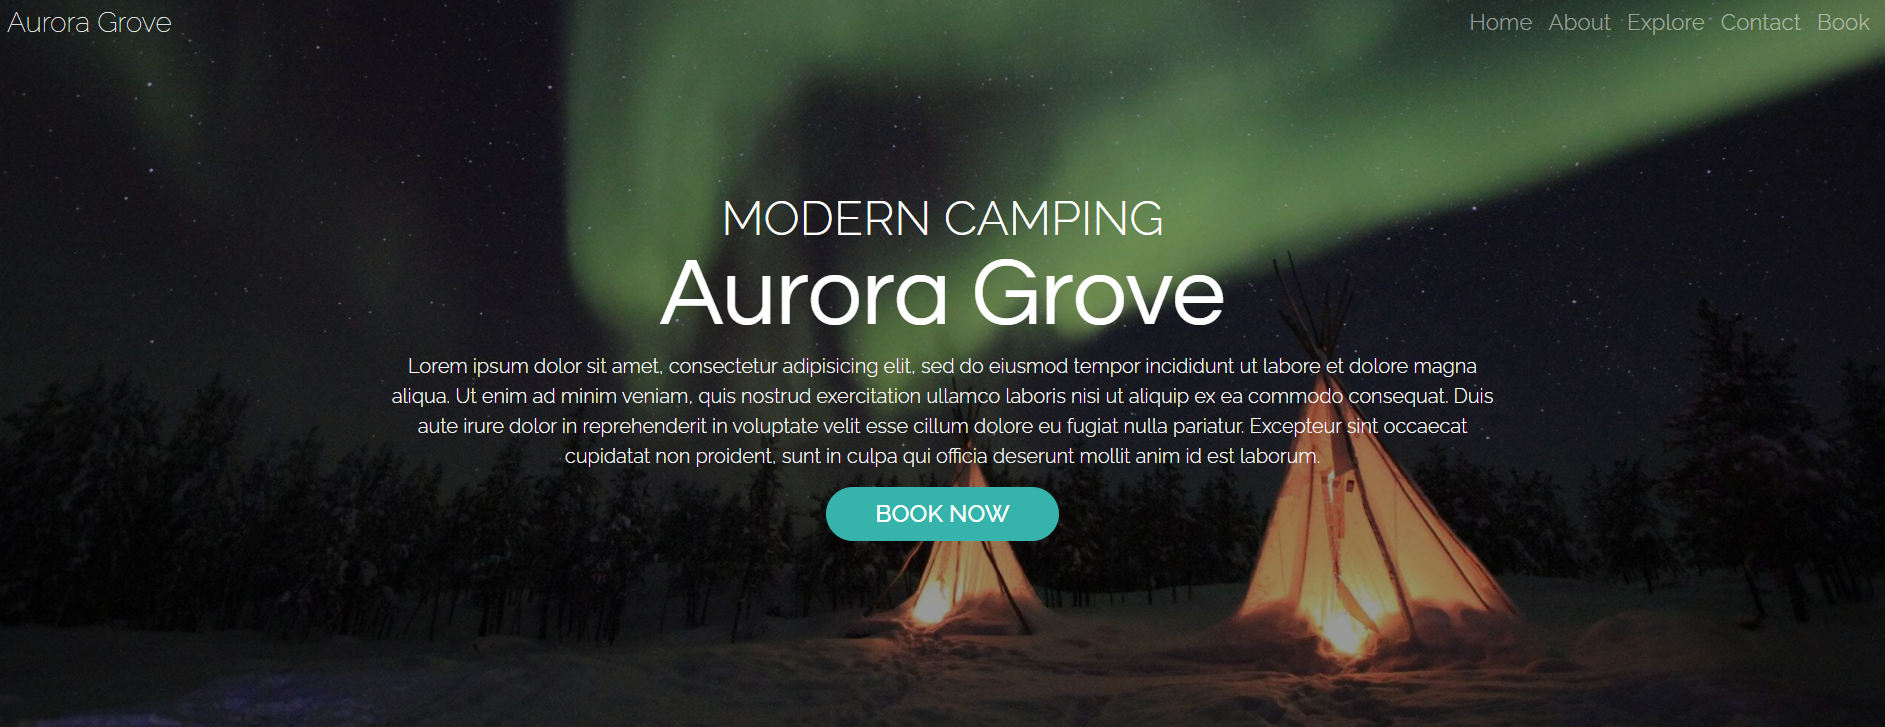 Aurora Grove
Home About Explore Contact Book
MODERN CAMPING
Aurora Grove
Lorem ipsum dolor sit amet, consectetur adipisicing elit, sed do eiusmod tempor incididunt ut labore et dolore magna
aliqua. Ut enim ad minim veniam, quis nostrud exercitation ullamco laboris nisi ut aliquip ex ea commodo consequat. Duis
aute irure dolor in reprehenderit in voluptate velit esse cillum dolore eu fugiat nulla pariatur. Excepteur sint occaecat
cupidatat non proident, sunt in culpa qui officia deserunt mollit anim id est laborum.
BOOK NOW